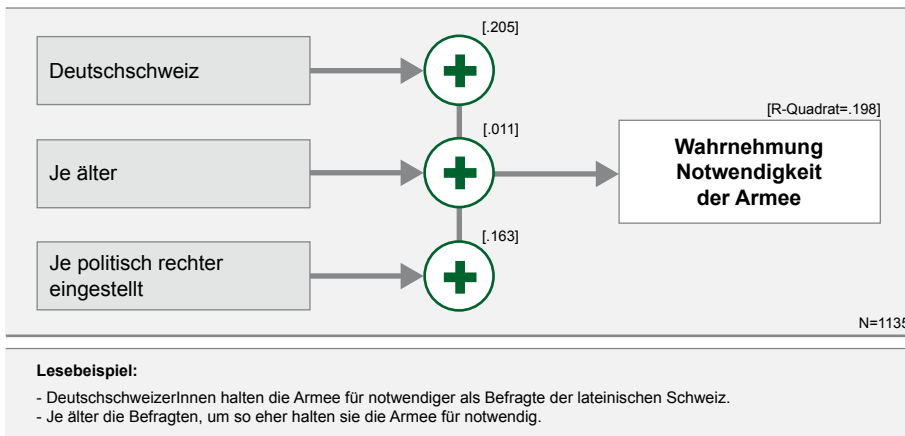 [.205]
Deutschschweiz
[R-Quadrat=.198]
[.011]
Wahrnehmung
Notwendigkeit
der Armee
Je älter
[.163]
Je politisch rechter
eingestellt
N=1135
Lesebeispiel:
- DeutschschweizerInnen halten die Armee für notwendiger als Befragte der lateinischen Schweiz.
- Je älter die Befragten, um so eher halten sie die Armee für notwendig.